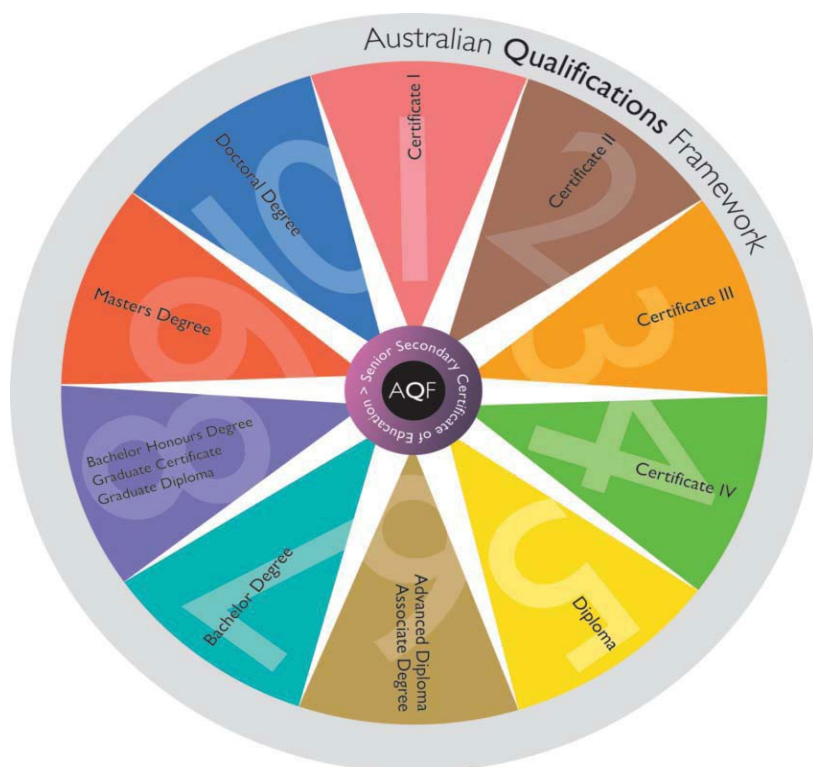 Australian Qualifications Framework
Certificate I
1
Certificate II
2
Certificate III
3
Certificate IV
4
Diploma
5
Advanced Diploma
Associate Degree
6
Bachelor Degree
7
Bachelor Honours Degree
Graduate Certificate
Graduate Diploma
8
Masters Degree
9
Doctoral Degree
10
Senior Secondary Certificate of Education <
AQF